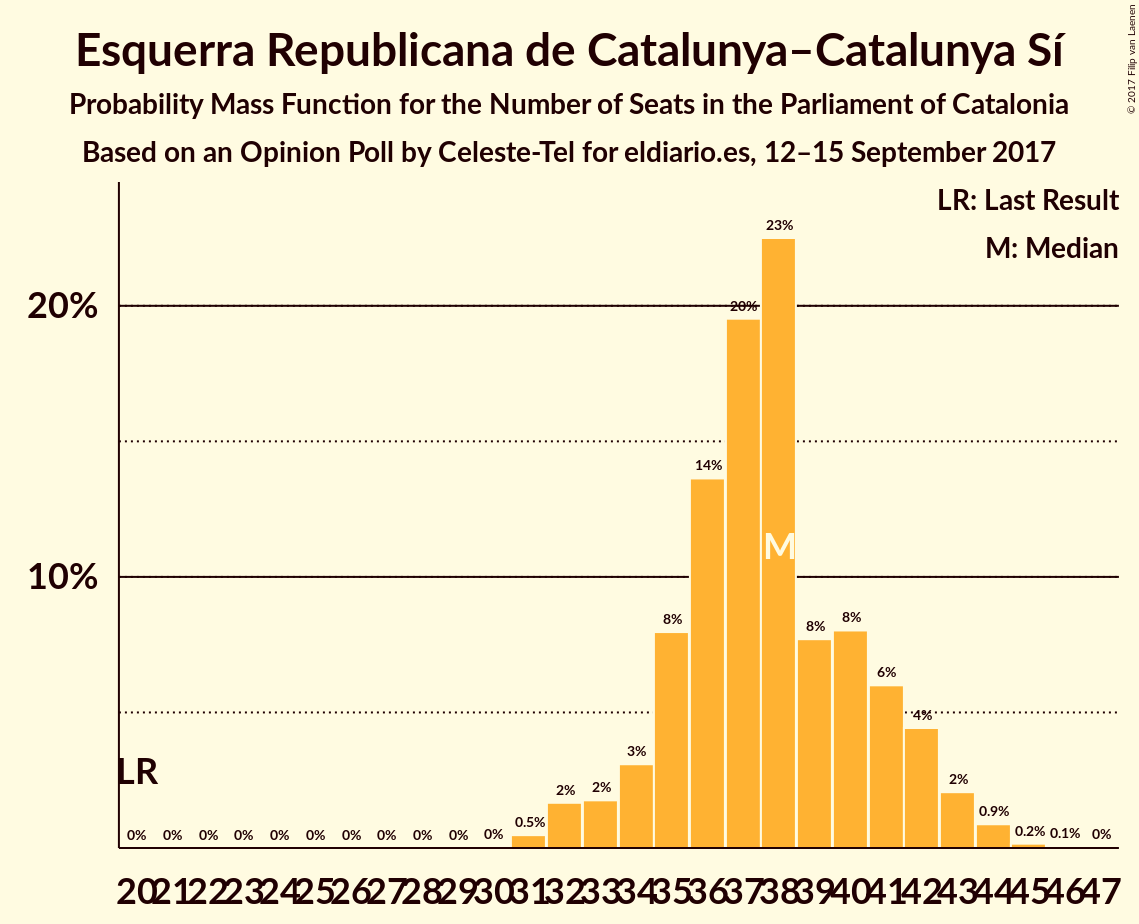 Esquerra Republicana de Catalunya–Catalunya Sí
Probability Mass Function for the Number of Seats in the Parliament of Catalonia
Based on an Opinion Poll by Celeste-Tel for eldiario.es, 12–15 September 2017
© 2017 Filip van Laenen
LR: Last Result
M: Median
23%
20%
20%
14%
M
10%
8%
8%
8%
6%
4%
LR
3%
2%
2%
2%
0.9%
0.5%
0.2%
0.1%
0% 0% 0% 0% 0% 0% 0% 0% 0% 0% 0% 0%
20 21 22 23 24 25 26 27 28 29 30 31 32 33 34 35 36 37 38 39 40 41 42 43 44 45 46 47